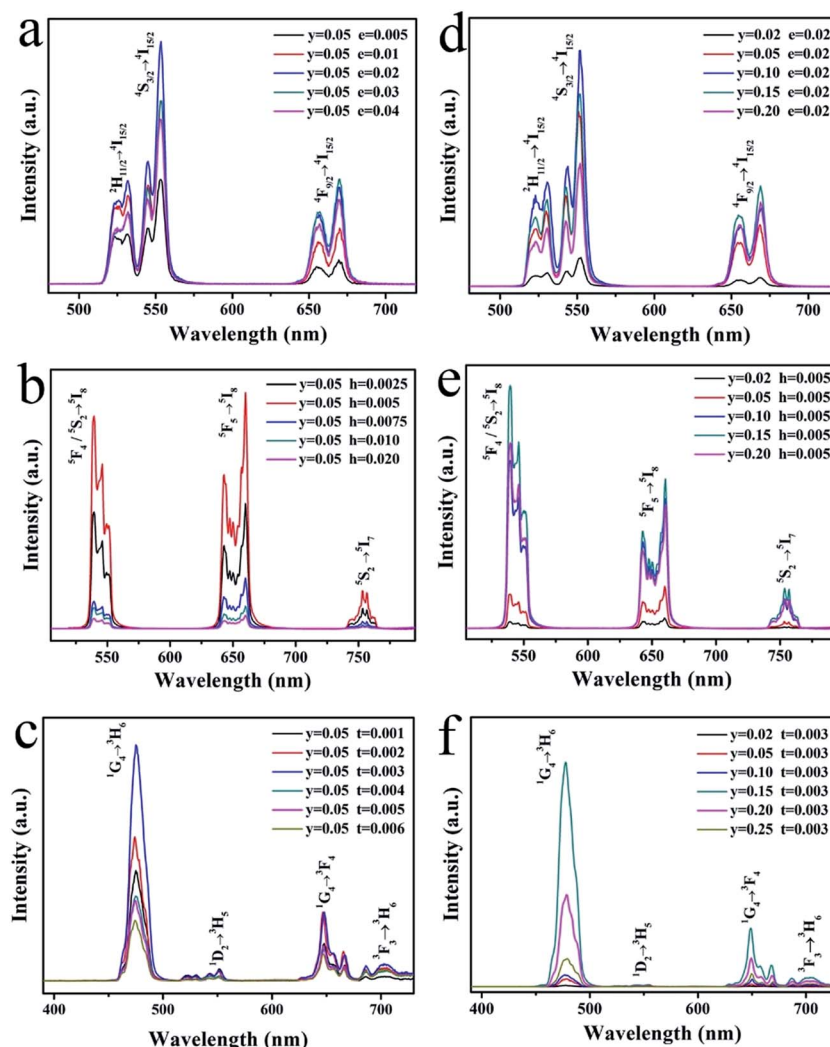 a
Intensity (a.u.)
²H₁₁/₂→⁴I₁₅/₂
⁴S₃/₂→⁴I₁₅/₂
⁴F₉/₂→⁴I₁₅/₂
y=0.05 e=0.005
y=0.05 e=0.01
y=0.05 e=0.02
y=0.05 e=0.03
y=0.05 e=0.04
500 550 600 650 700
Wavelength (nm)
d
Intensity (a.u.)
²H₁₁/₂→⁴I₁₅/₂
⁴S₃/₂→⁴I₁₅/₂
⁴F₉/₂→⁴I₁₅/₂
y=0.02 e=0.02
y=0.05 e=0.02
y=0.10 e=0.02
y=0.15 e=0.02
y=0.20 e=0.02
500 550 600 650 700
Wavelength (nm)
b
Intensity (a.u.)
⁵F₄ / ⁵S₂→⁵I₈
⁵F₅→⁵I₈
⁵S₂→⁵I₇
y=0.05 h=0.0025
y=0.05 h=0.005
y=0.05 h=0.0075
y=0.05 h=0.010
y=0.05 h=0.020
550 600 650 700 750
Wavelength (nm)
e
Intensity (a.u.)
⁵F₄ / ⁵S₂→⁵I₈
⁵F₅→⁵I₈
⁵S₂→⁵I₇
y=0.02 h=0.005
y=0.05 h=0.005
y=0.10 h=0.005
y=0.15 h=0.005
y=0.20 h=0.005
550 600 650 700 750
Wavelength (nm)
c
Intensity (a.u.)
¹G₄→³H₆
¹D₂→³H₅
¹G₄→³F₄
³F₃→³H₆
y=0.05 t=0.001
y=0.05 t=0.002
y=0.05 t=0.003
y=0.05 t=0.004
y=0.05 t=0.005
y=0.05 t=0.006
400 500 600 700
Wavelength (nm)
f
Intensity (a.u.)
¹G₄→³H₆
¹D₂→³H₅
¹G₄→³F₄
³F₃→³H₆
y=0.02 t=0.003
y=0.05 t=0.003
y=0.10 t=0.003
y=0.15 t=0.003
y=0.20 t=0.003
y=0.25 t=0.003
400 500 600 700
Wavelength (nm)